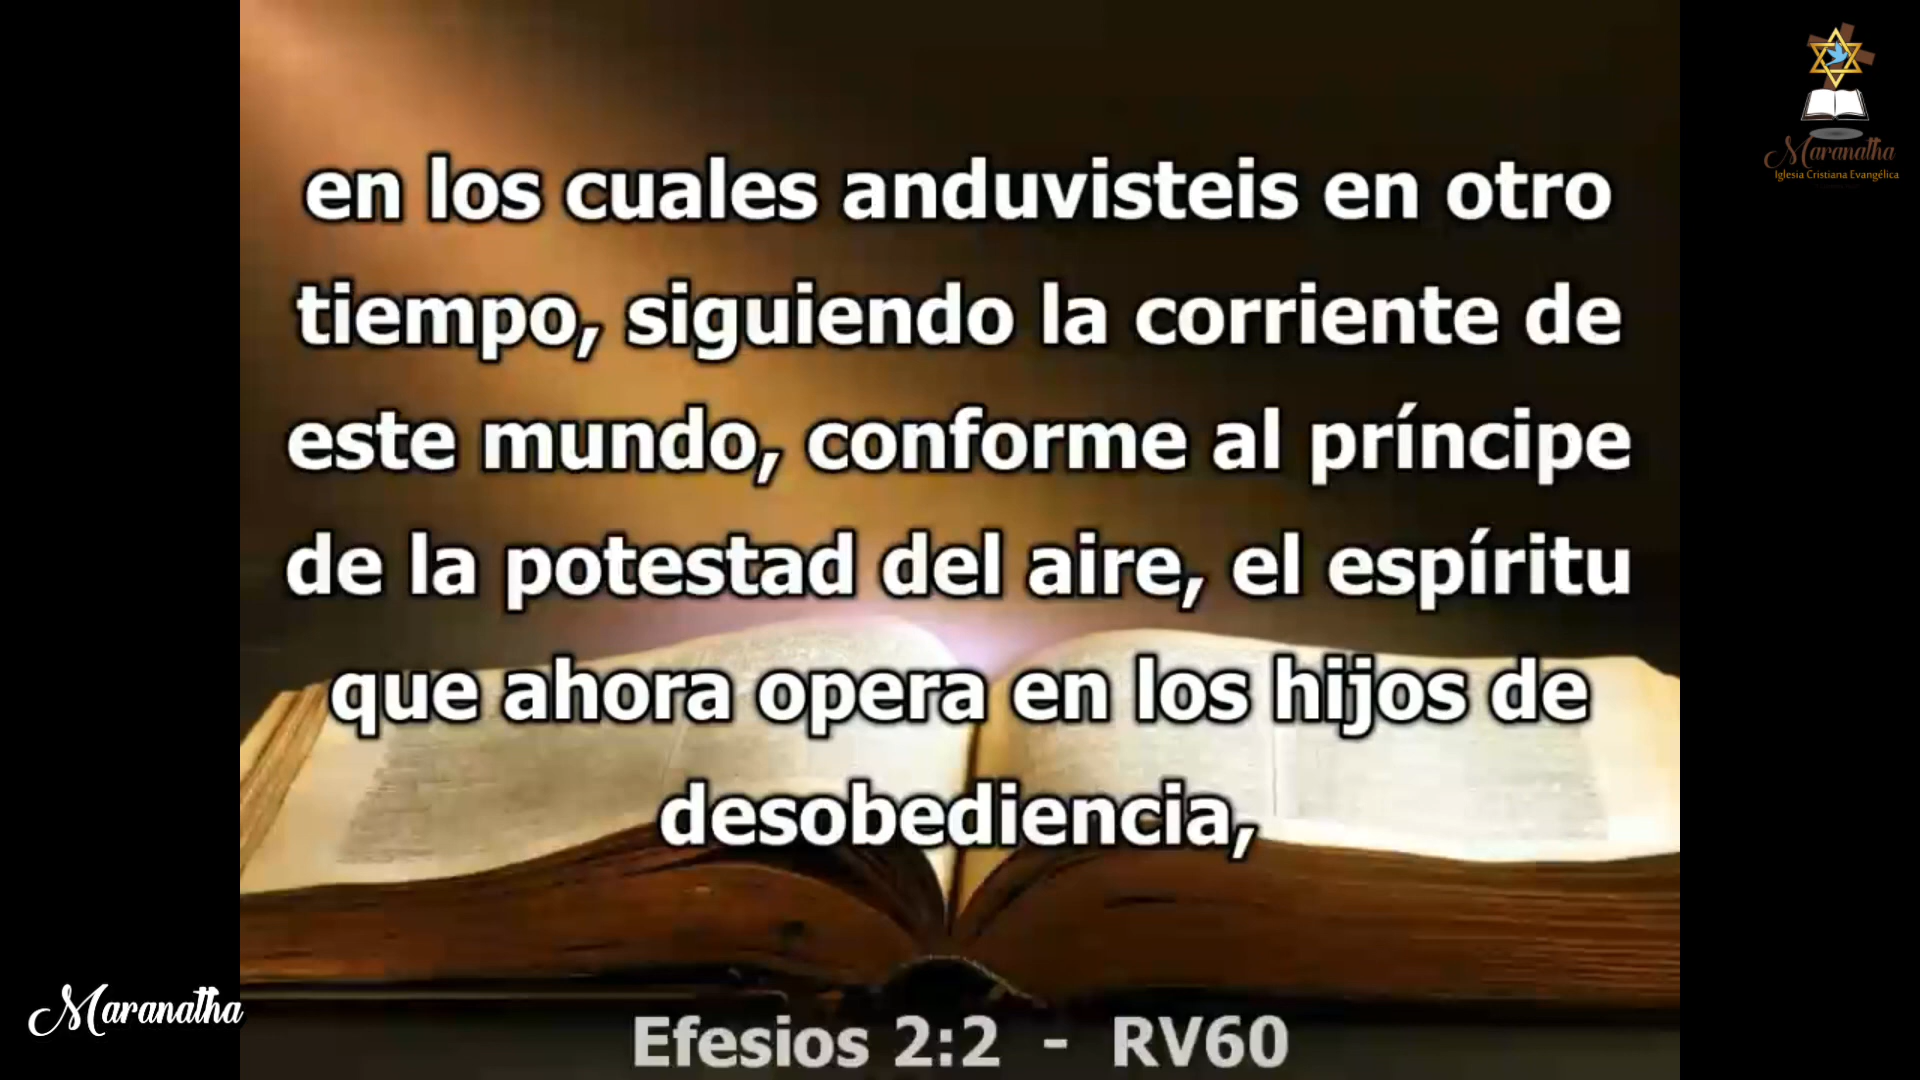 en los cuales anduvisteis en otro
tiempo, siguiendo la corriente de
este mundo, conforme al príncipe
de la potestad del aire, el espíritu
que ahora opera en los hijos de
desobediencia,
Efesios 2:2 - RV60
Maranatha
Iglesia Cristiana Evangélica
Maranatha